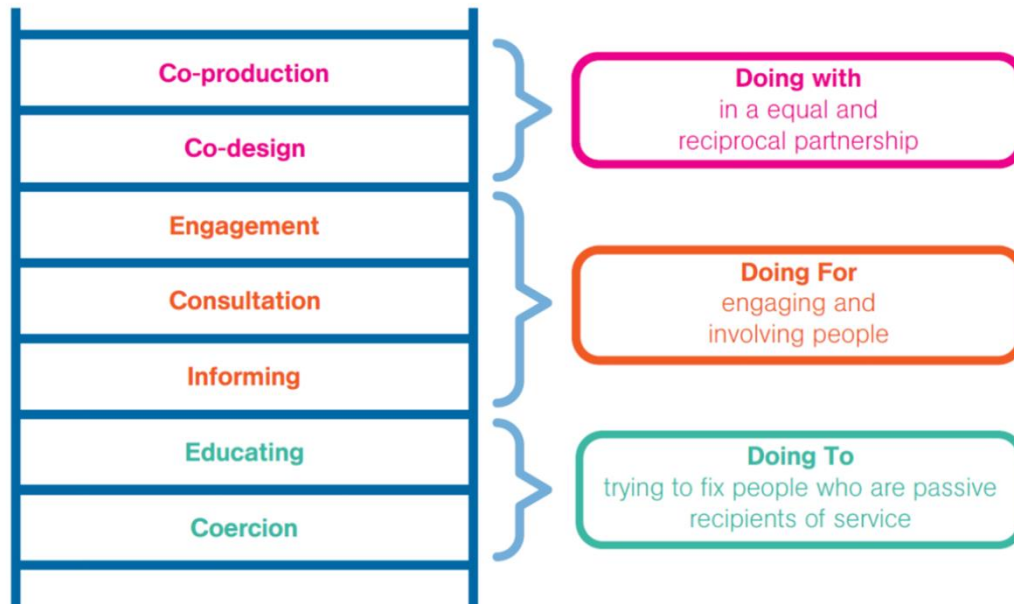 Co-production
Co-design
Engagement
Consultation
Informing
Educating
Coercion
Doing with
in a equal and
reciprocal partnership
Doing For
engaging and
involving people
Doing To
trying to fix people who are passive
recipients of service